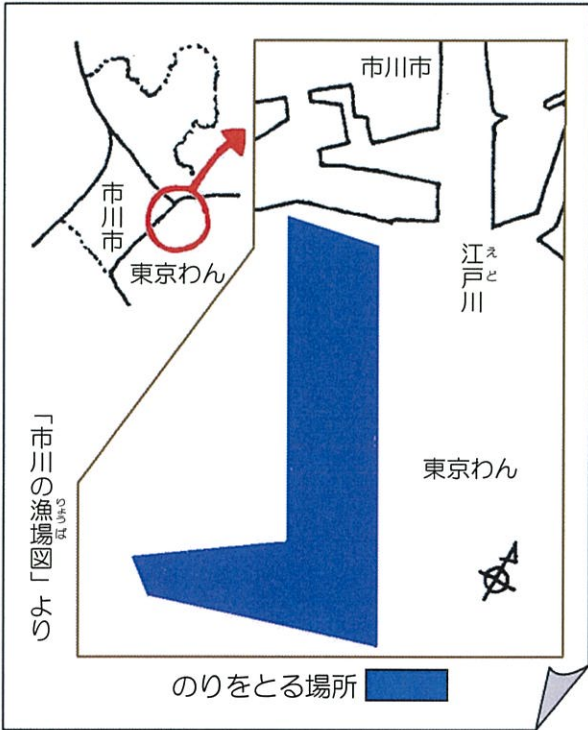 市川市
市川市
東京わん
江戸川
えど
東京わん
「市川の漁場図」より
りょうば
のりをとる場所